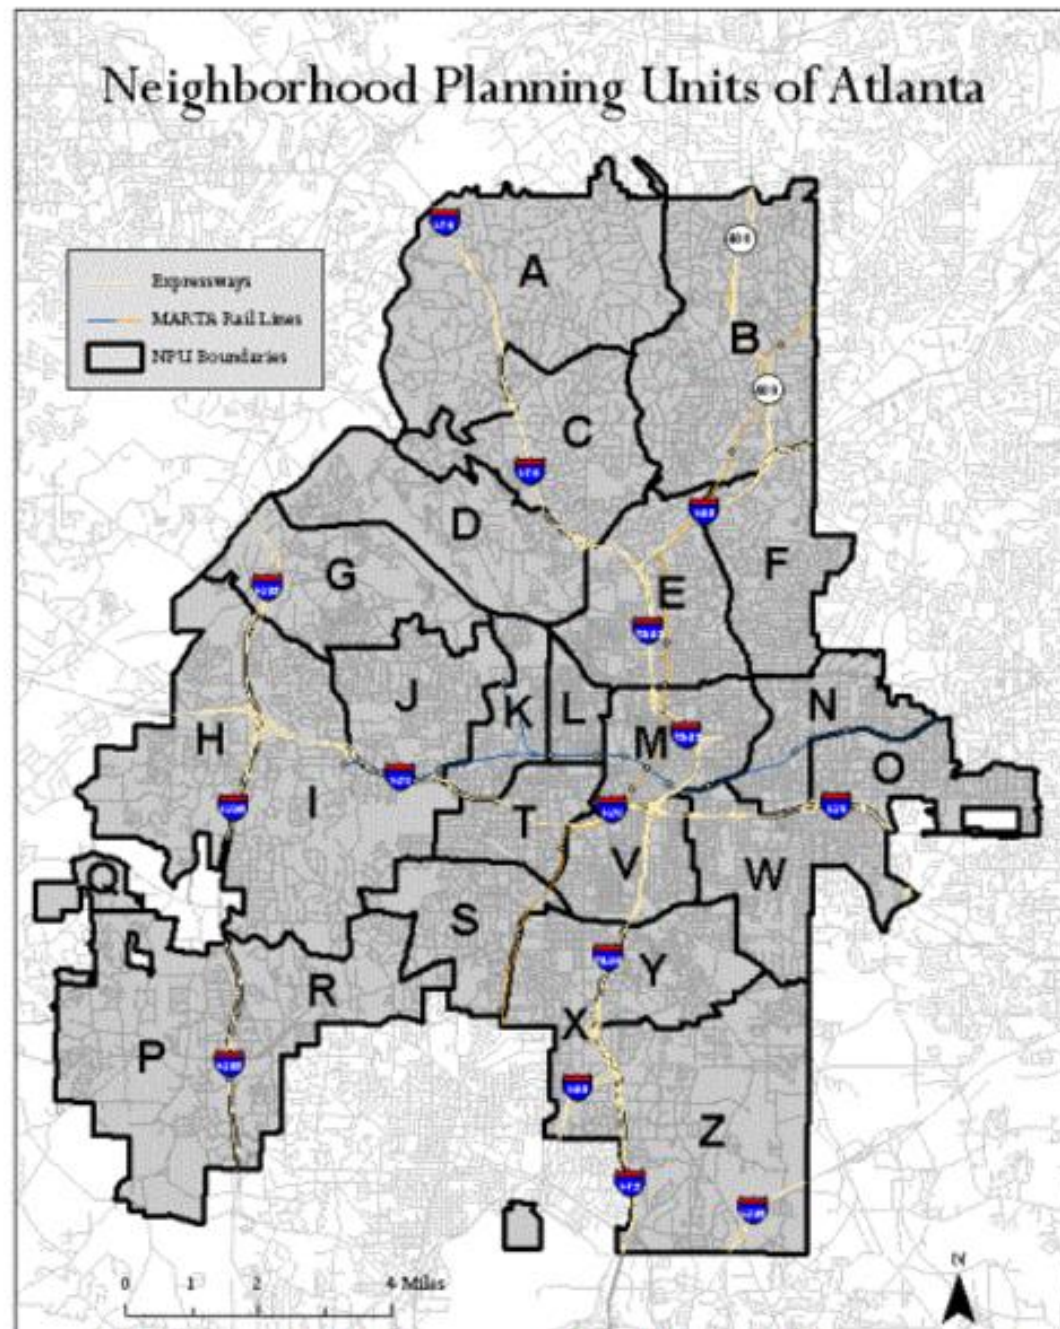 Neighborhood Planning Units of Atlanta
Expressways
MARTA Rail Lines
NPU Boundaries
A
B
C
D
E
F
G
H
I
J
K
L
M
N
O
P
Q
R
S
T
V
W
X
Y
Z
0 1 2 4 Miles
N